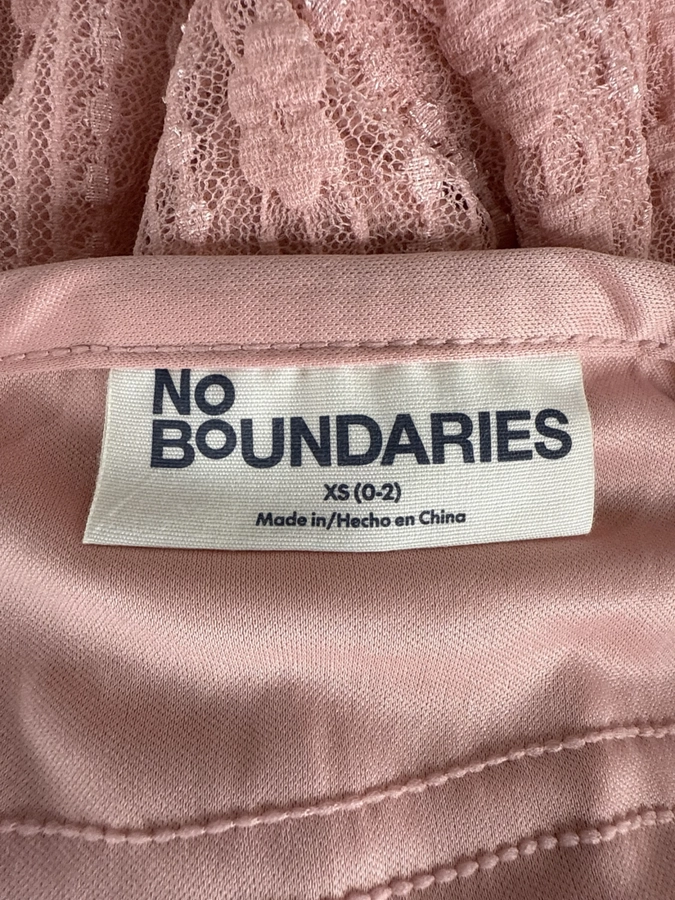 No
BoUNDARIES
XS (0-2)
Made in/Hecho en China